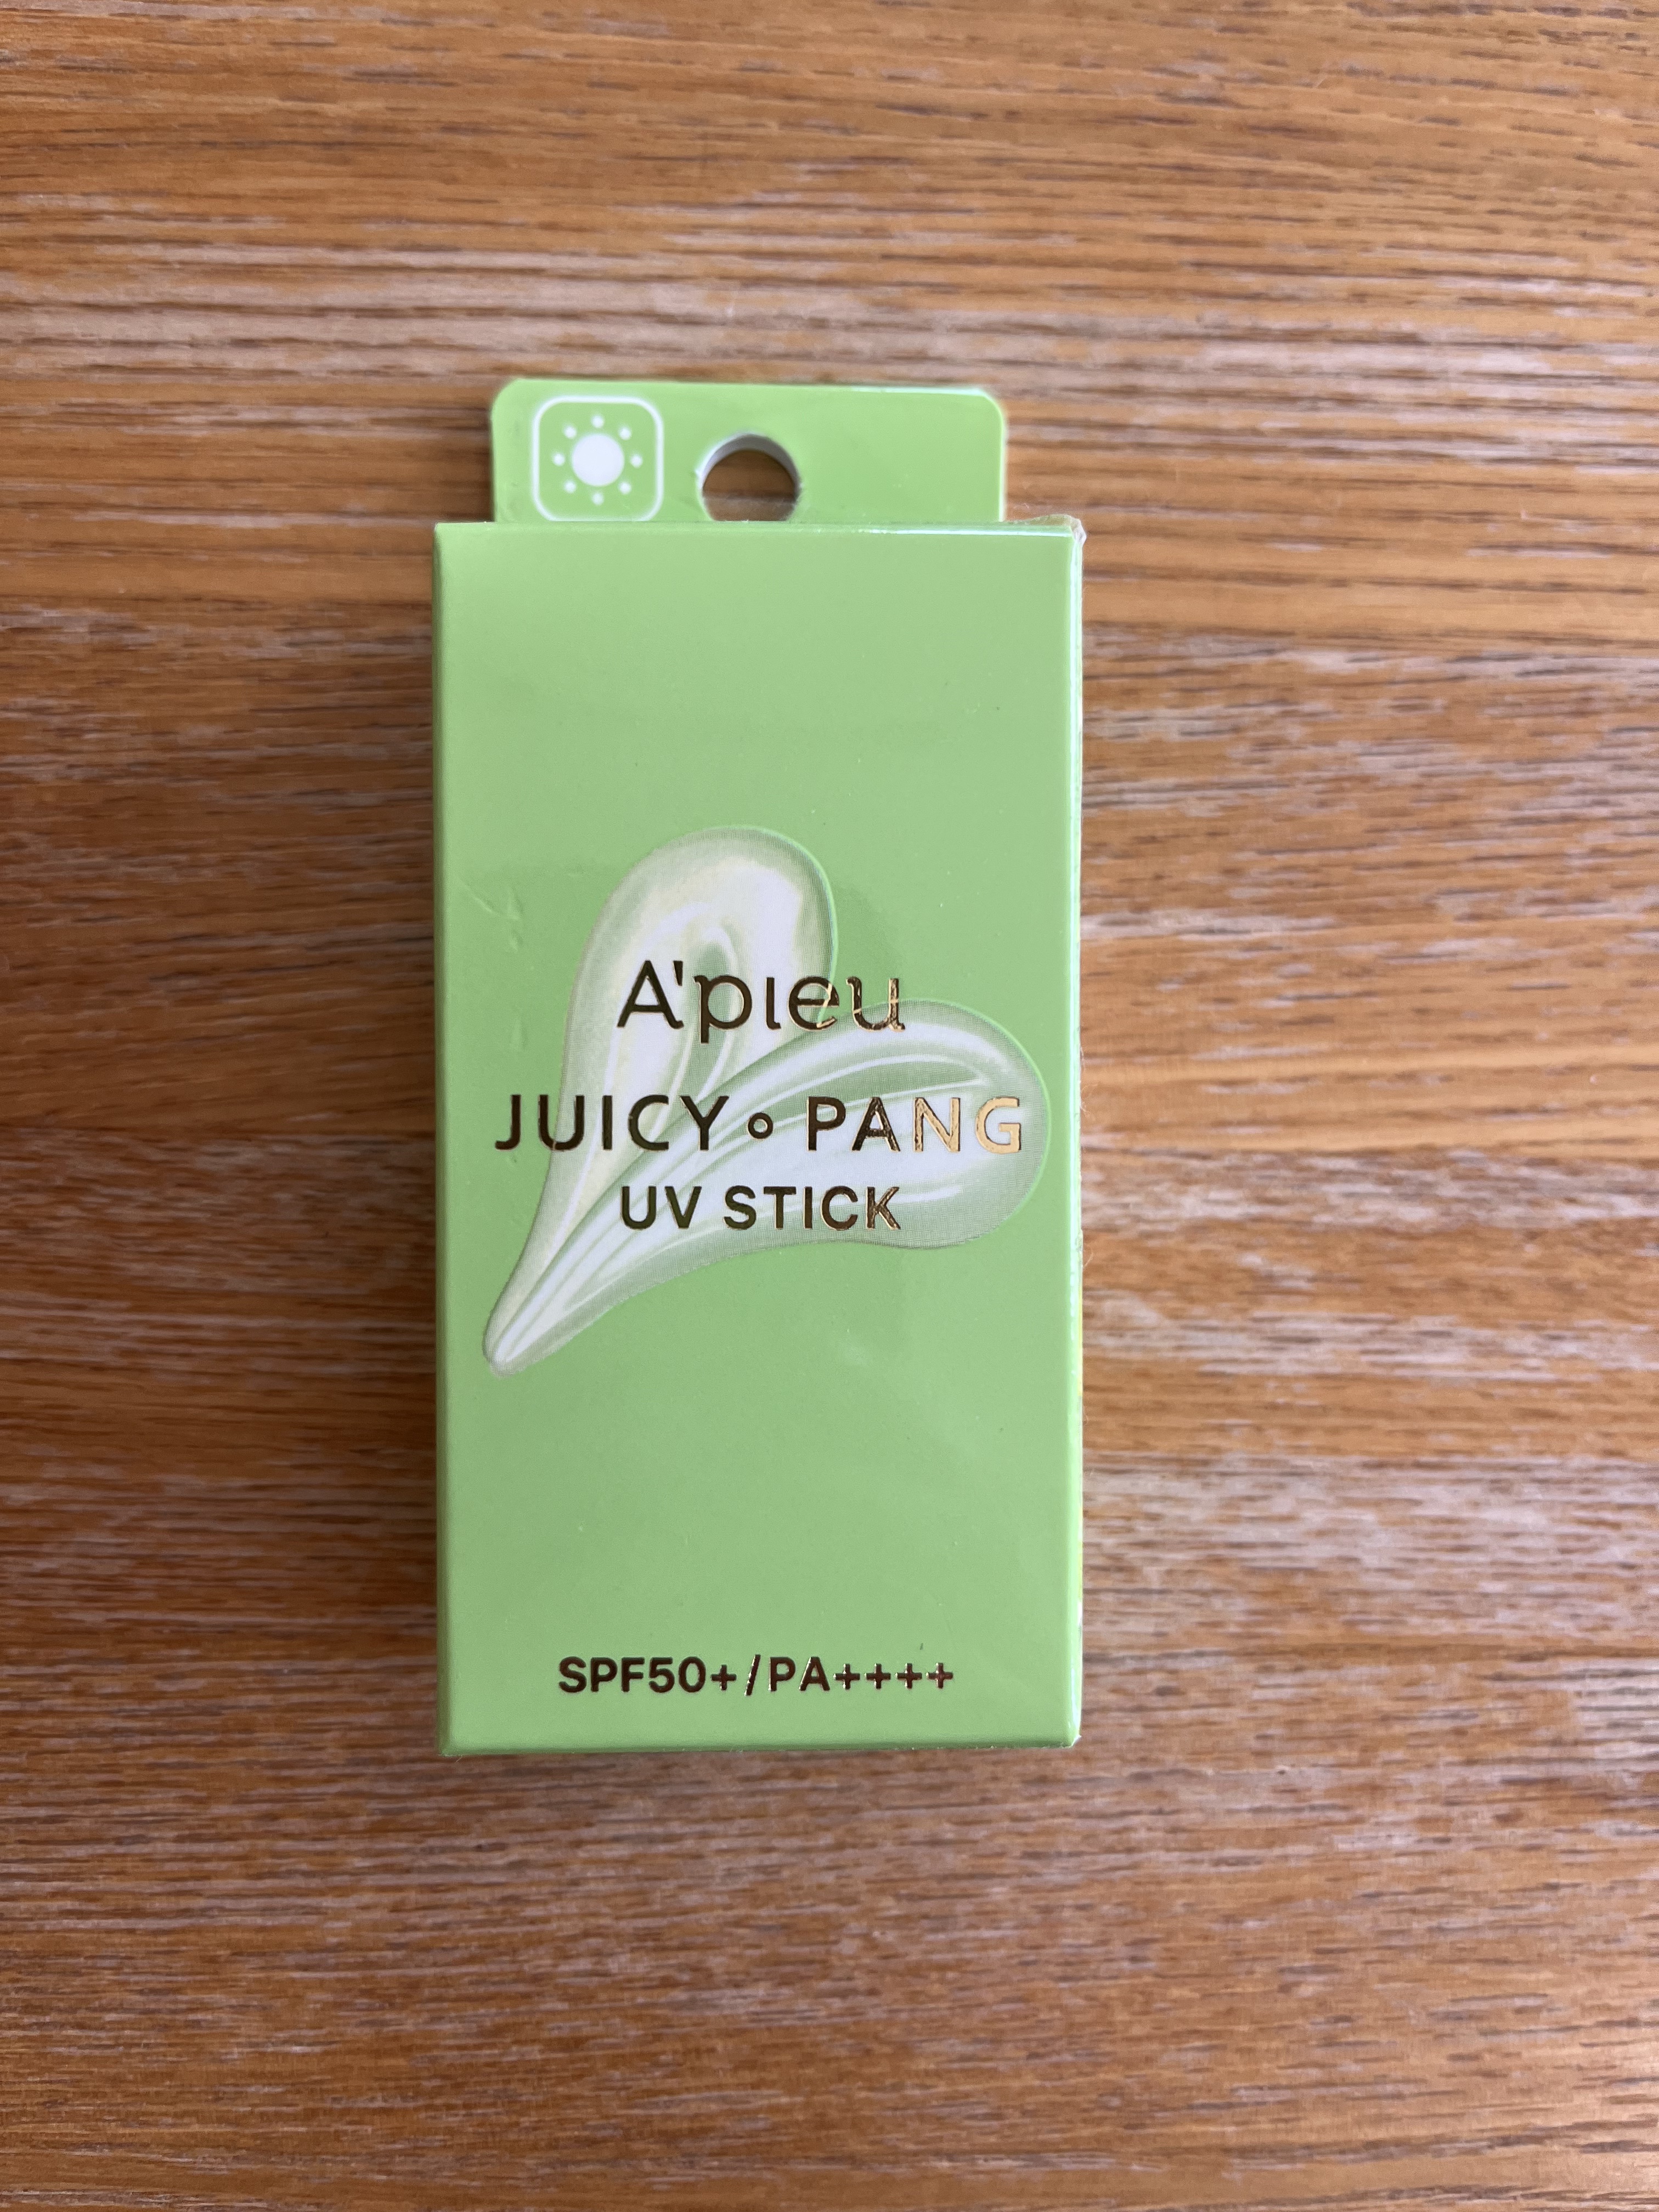 A'pieu
JUICY∘PANG
UV STICK
SPF50+/PA++++